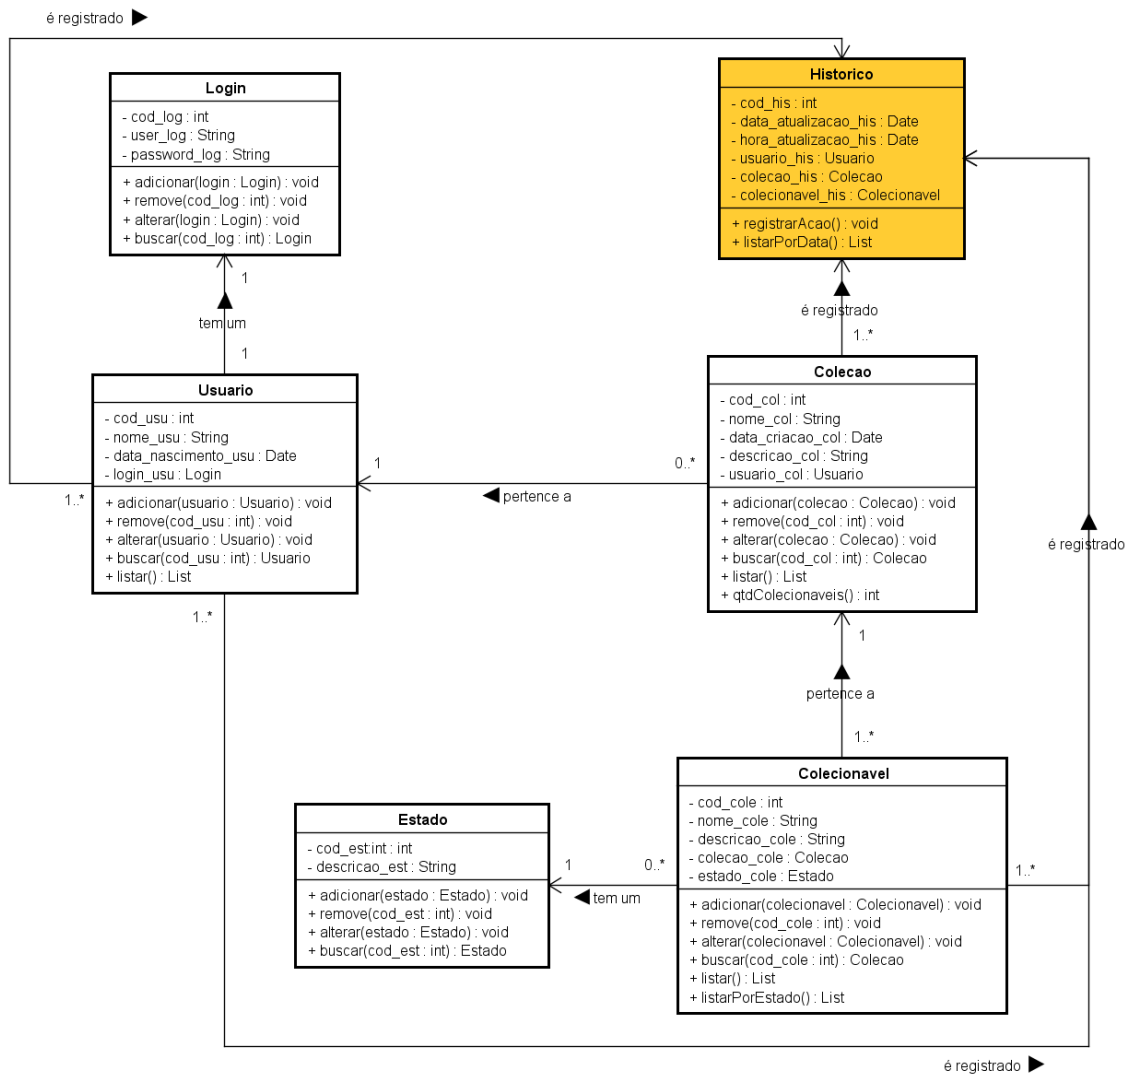 é registrado
Login
- cod_log : int
- user_log : String
- password_log : String
+ adicionar(login : Login) : void
+ remove(cod_log : int) : void
+ alterar(login : Login) : void
+ buscar(cod_log : int) : Login
Historico
- cod_his : int
- data_atualizacao_his : Date
- hora_atualizacao_his : Date
- usuario_his : Usuario
- colecao_his : Colecao
- colecionavel_his : Colecionavel
+ registrarAcao() : void
+ listarPorData() : List
1
tem um
1
é registrado
1..*
Usuario
- cod_usu : int
- nome_usu : String
- data_nascimento_usu : Date
- login_usu : Login
+ adicionar(usuario : Usuario) : void
+ remove(cod_usu : int) : void
+ alterar(usuario : Usuario) : void
+ buscar(cod_usu : int) : Usuario
+ listar() : List
1..*
1..*
1
0..*
pertence a
Colecao
- cod_col : int
- nome_col : String
- data_criacao_col : Date
- descricao_col : String
- usuario_col : Usuario
+ adicionar(colecao : Colecao) : void
+ remove(cod_col : int) : void
+ alterar(colecao : Colecao) : void
+ buscar(cod_col : int) : Colecao
+ listar() : List
+ qtdColecionaveis() : int
é registrado
1
pertence a
1..*
Estado
- cod_est:int : int
- descricao_est : String
+ adicionar(estado : Estado) : void
+ remove(cod_est : int) : void
+ alterar(estado : Estado) : void
+ buscar(cod_est : int) : Estado
1
0..*
tem um
Colecionavel
- cod_cole : int
- nome_cole : String
- descricao_cole : String
- colecao_cole : Colecao
- estado_cole : Estado
+ adicionar(colecionavel : Colecionavel) : void
+ remove(cod_cole : int) : void
+ alterar(colecionavel : Colecionavel) : void
+ buscar(cod_cole : int) : Colecao
+ listar() : List
+ listarPorEstado() : List
1..*
é registrado